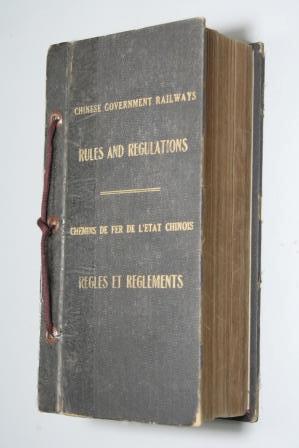 CHINESE GOVERNMENT RAILWAYS
RULES AND REGULATIONS
CHEMINS DE FER DE L'ETAT CHINOIS
REGLES ET REGLEMENTS